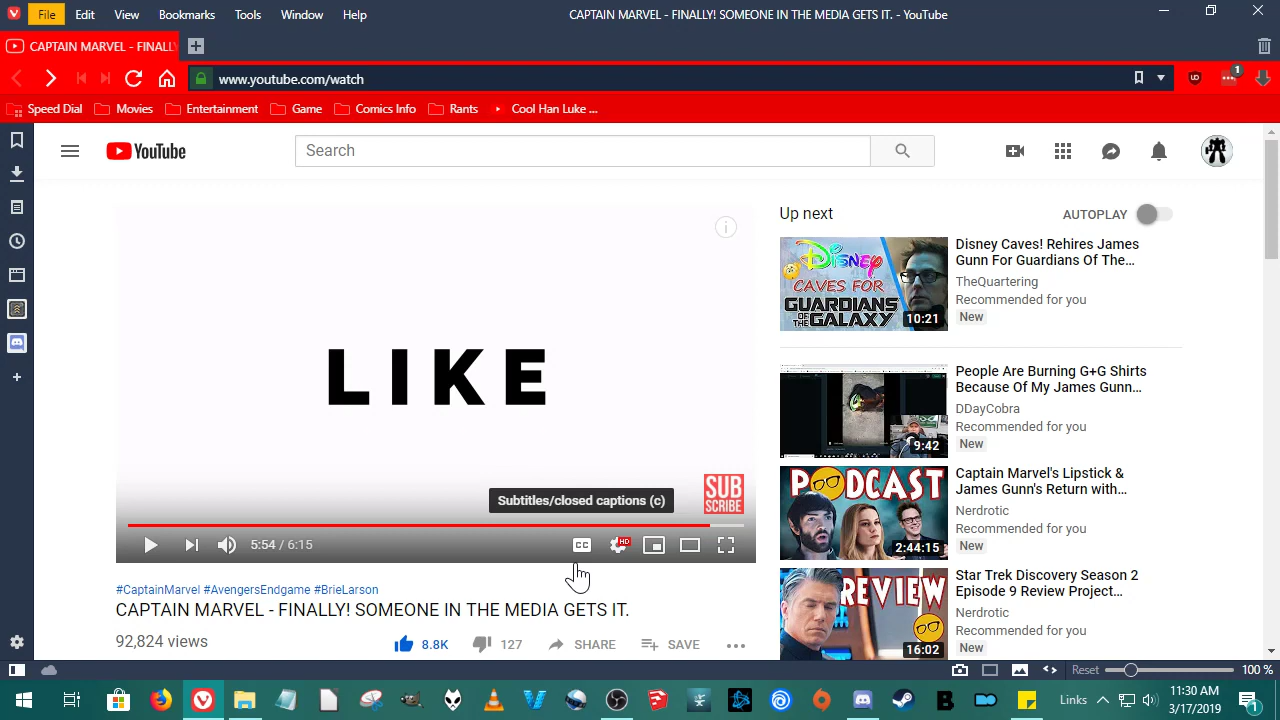 File Edit View Bookmarks Tools Window Help
CAPTAIN MARVEL - FINALLY! SOMEONE IN THE MEDIA GETS IT. - YouTube
CAPTAIN MARVEL - FINALL
www.youtube.com/watch
1
Speed Dial Movies Entertainment Game Comics Info Rants Cool Han Luke ...
YouTube
Search
LIKE
SUB
SCRIBE
Subtitles/closed captions (c)
5:54 / 6:15
CC
HD
#CaptainMarvel #AvengersEndgame #BrieLarson
CAPTAIN MARVEL - FINALLY! SOMEONE IN THE MEDIA GETS IT.
92,824 views
8.8K 127 SHARE SAVE
Up next
AUTOPLAY
DISNEY
CAVES FOR
GUARDIANS
OF THE
GALAXY
10:21
Disney Caves! Rehires James
Gunn For Guardians Of The...
TheQuartering
Recommended for you
New
9:42
People Are Burning G+G Shirts
Because Of My James Gunn...
DDayCobra
Recommended for you
New
PODCAST
2:44:15
Captain Marvel's Lipstick &
James Gunn's Return with...
Nerdrotic
Recommended for you
New
REVIEW
16:02
Star Trek Discovery Season 2
Episode 9 Review Project...
Nerdrotic
Recommended for you
New
Reset 100 %
Links
11:30 AM
3/17/2019
1